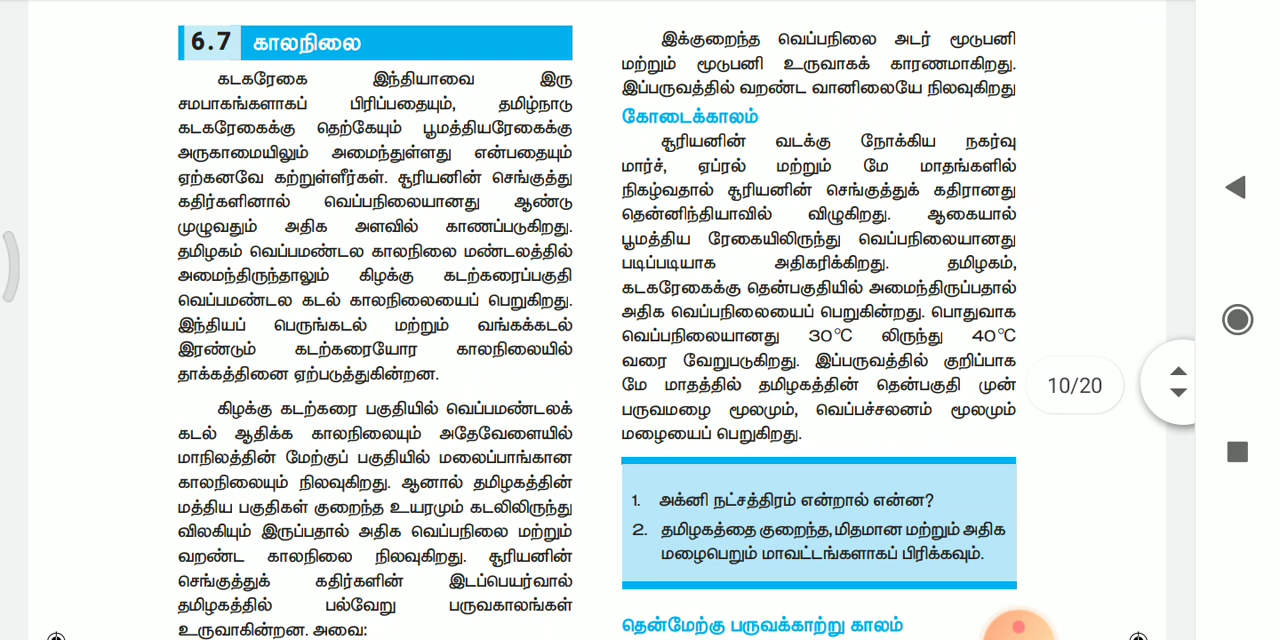 6.7 காலநிலை
கடகரேகை இந்தியாவை இரு
சமபாகங்களாகப் பிரிப்பதையும், தமிழ்நாடு
கடகரேகைக்கு தெற்கேயும் பூமத்தியரேகைக்கு
அருகாமையிலும் அமைந்துள்ளது என்பதையும்
ஏற்கனவே கற்றுள்ளீர்கள். சூரியனின் செங்குத்து
கதிர்களினால் வெப்பநிலையானது ஆண்டு
முழுவதும் அதிக அளவில் காணப்படுகிறது.
தமிழகம் வெப்பமண்டல காலநிலை மண்டலத்தில்
அமைந்திருந்தாலும் கிழக்கு கடற்கரைப்பகுதி
வெப்பமண்டல கடல் காலநிலையைப் பெறுகிறது.
இந்தியப் பெருங்கடல் மற்றும் வங்கக்கடல்
இரண்டும் கடற்கரையோர காலநிலையில்
தாக்கத்தினை ஏற்படுத்துகின்றன.
கிழக்கு கடற்கரை பகுதியில் வெப்பமண்டலக்
கடல் ஆதிக்க காலநிலையும் அதேவேளையில்
மாநிலத்தின் மேற்குப் பகுதியில் மலைப்பாங்கான
காலநிலையும் நிலவுகிறது. ஆனால் தமிழகத்தின்
மத்திய பகுதிகள் குறைந்த உயரமும் கடலிலிருந்து
விலகியும் இருப்பதால் அதிக வெப்பநிலை மற்றும்
வறண்ட காலநிலை நிலவுகிறது. சூரியனின்
செங்குத்துக் கதிர்களின் இடப்பெயர்வால்
தமிழகத்தில் பல்வேறு பருவகாலங்கள்
உருவாகின்றன. அவை:
இக்குறைந்த வெப்பநிலை அடர் மூடுபனி
மற்றும் மூடுபனி உருவாகக் காரணமாகிறது.
இப்பருவத்தில் வறண்ட வானிலையே நிலவுகிறது
கோடைக்காலம்
சூரியனின் வடக்கு நோக்கிய நகர்வு
மார்ச், ஏப்ரல் மற்றும் மே மாதங்களில்
நிகழ்வதால் சூரியனின் செங்குத்துக் கதிரானது
தென்னிந்தியாவில் விழுகிறது. ஆகையால்
பூமத்திய ரேகையிலிருந்து வெப்பநிலையானது
படிப்படியாக அதிகரிக்கிறது. தமிழகம்,
கடகரேகைக்கு தென்பகுதியில் அமைந்திருப்பதால்
அதிக வெப்பநிலையைப் பெறுகின்றது. பொதுவாக
வெப்பநிலையானது 30°C லிருந்து 40°C
வரை வேறுபடுகிறது. இப்பருவத்தில் குறிப்பாக
மே மாதத்தில் தமிழகத்தின் தென்பகுதி முன்
பருவமழை மூலமும், வெப்பச்சலனம் மூலமும்
மழையைப் பெறுகிறது.
1. அக்னி நட்சத்திரம் என்றால் என்ன?
2. தமிழகத்தை குறைந்த,மிதமான மற்றும் அதிக
மழைபெறும் மாவட்டங்களாகப் பிரிக்கவும்.
தென்மேற்கு பருவக்காற்று காலம்
10/20